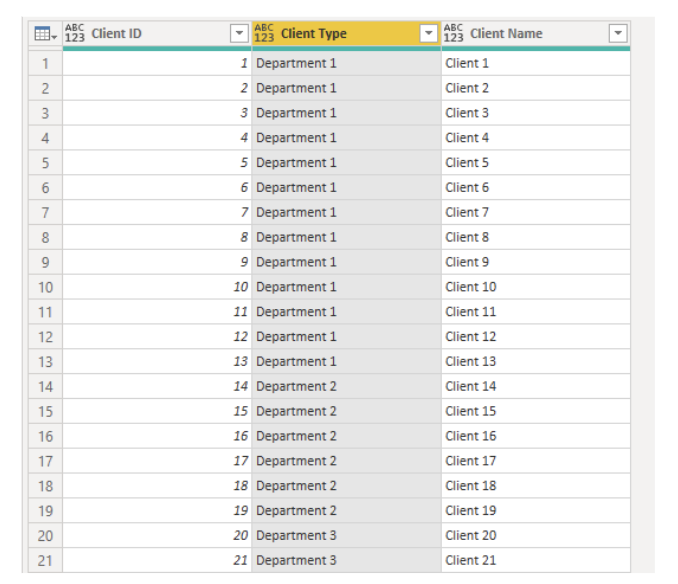 ABC 123 Client ID ABC 123 Client Type ABC 123 Client Name
1 1 Department 1 Client 1
2 2 Department 1 Client 2
3 3 Department 1 Client 3
4 4 Department 1 Client 4
5 5 Department 1 Client 5
6 6 Department 1 Client 6
7 7 Department 1 Client 7
8 8 Department 1 Client 8
9 9 Department 1 Client 9
10 10 Department 1 Client 10
11 11 Department 1 Client 11
12 12 Department 1 Client 12
13 13 Department 1 Client 13
14 14 Department 2 Client 14
15 15 Department 2 Client 15
16 16 Department 2 Client 16
17 17 Department 2 Client 17
18 18 Department 2 Client 18
19 19 Department 2 Client 19
20 20 Department 3 Client 20
21 21 Department 3 Client 21